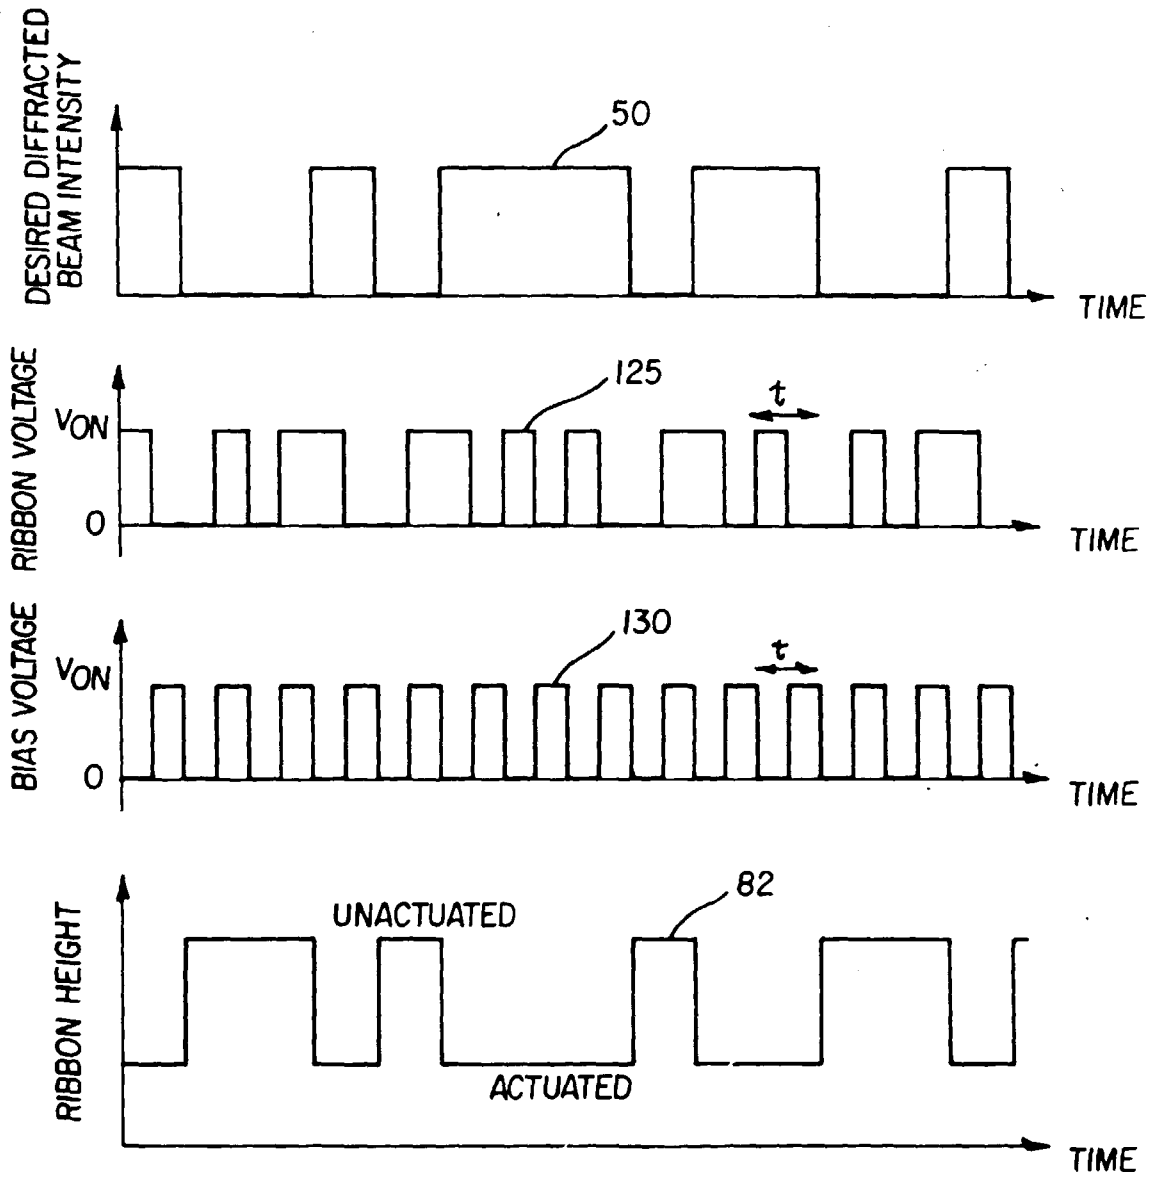 DESIRED DIFFRACTED
BEAM INTENSITY
50
TIME
RIBBON VOLTAGE
VON
0
125
t
TIME
BIAS VOLTAGE
VON
0
130
t
TIME
RIBBON HEIGHT
UNACTUATED
82
ACTUATED
TIME